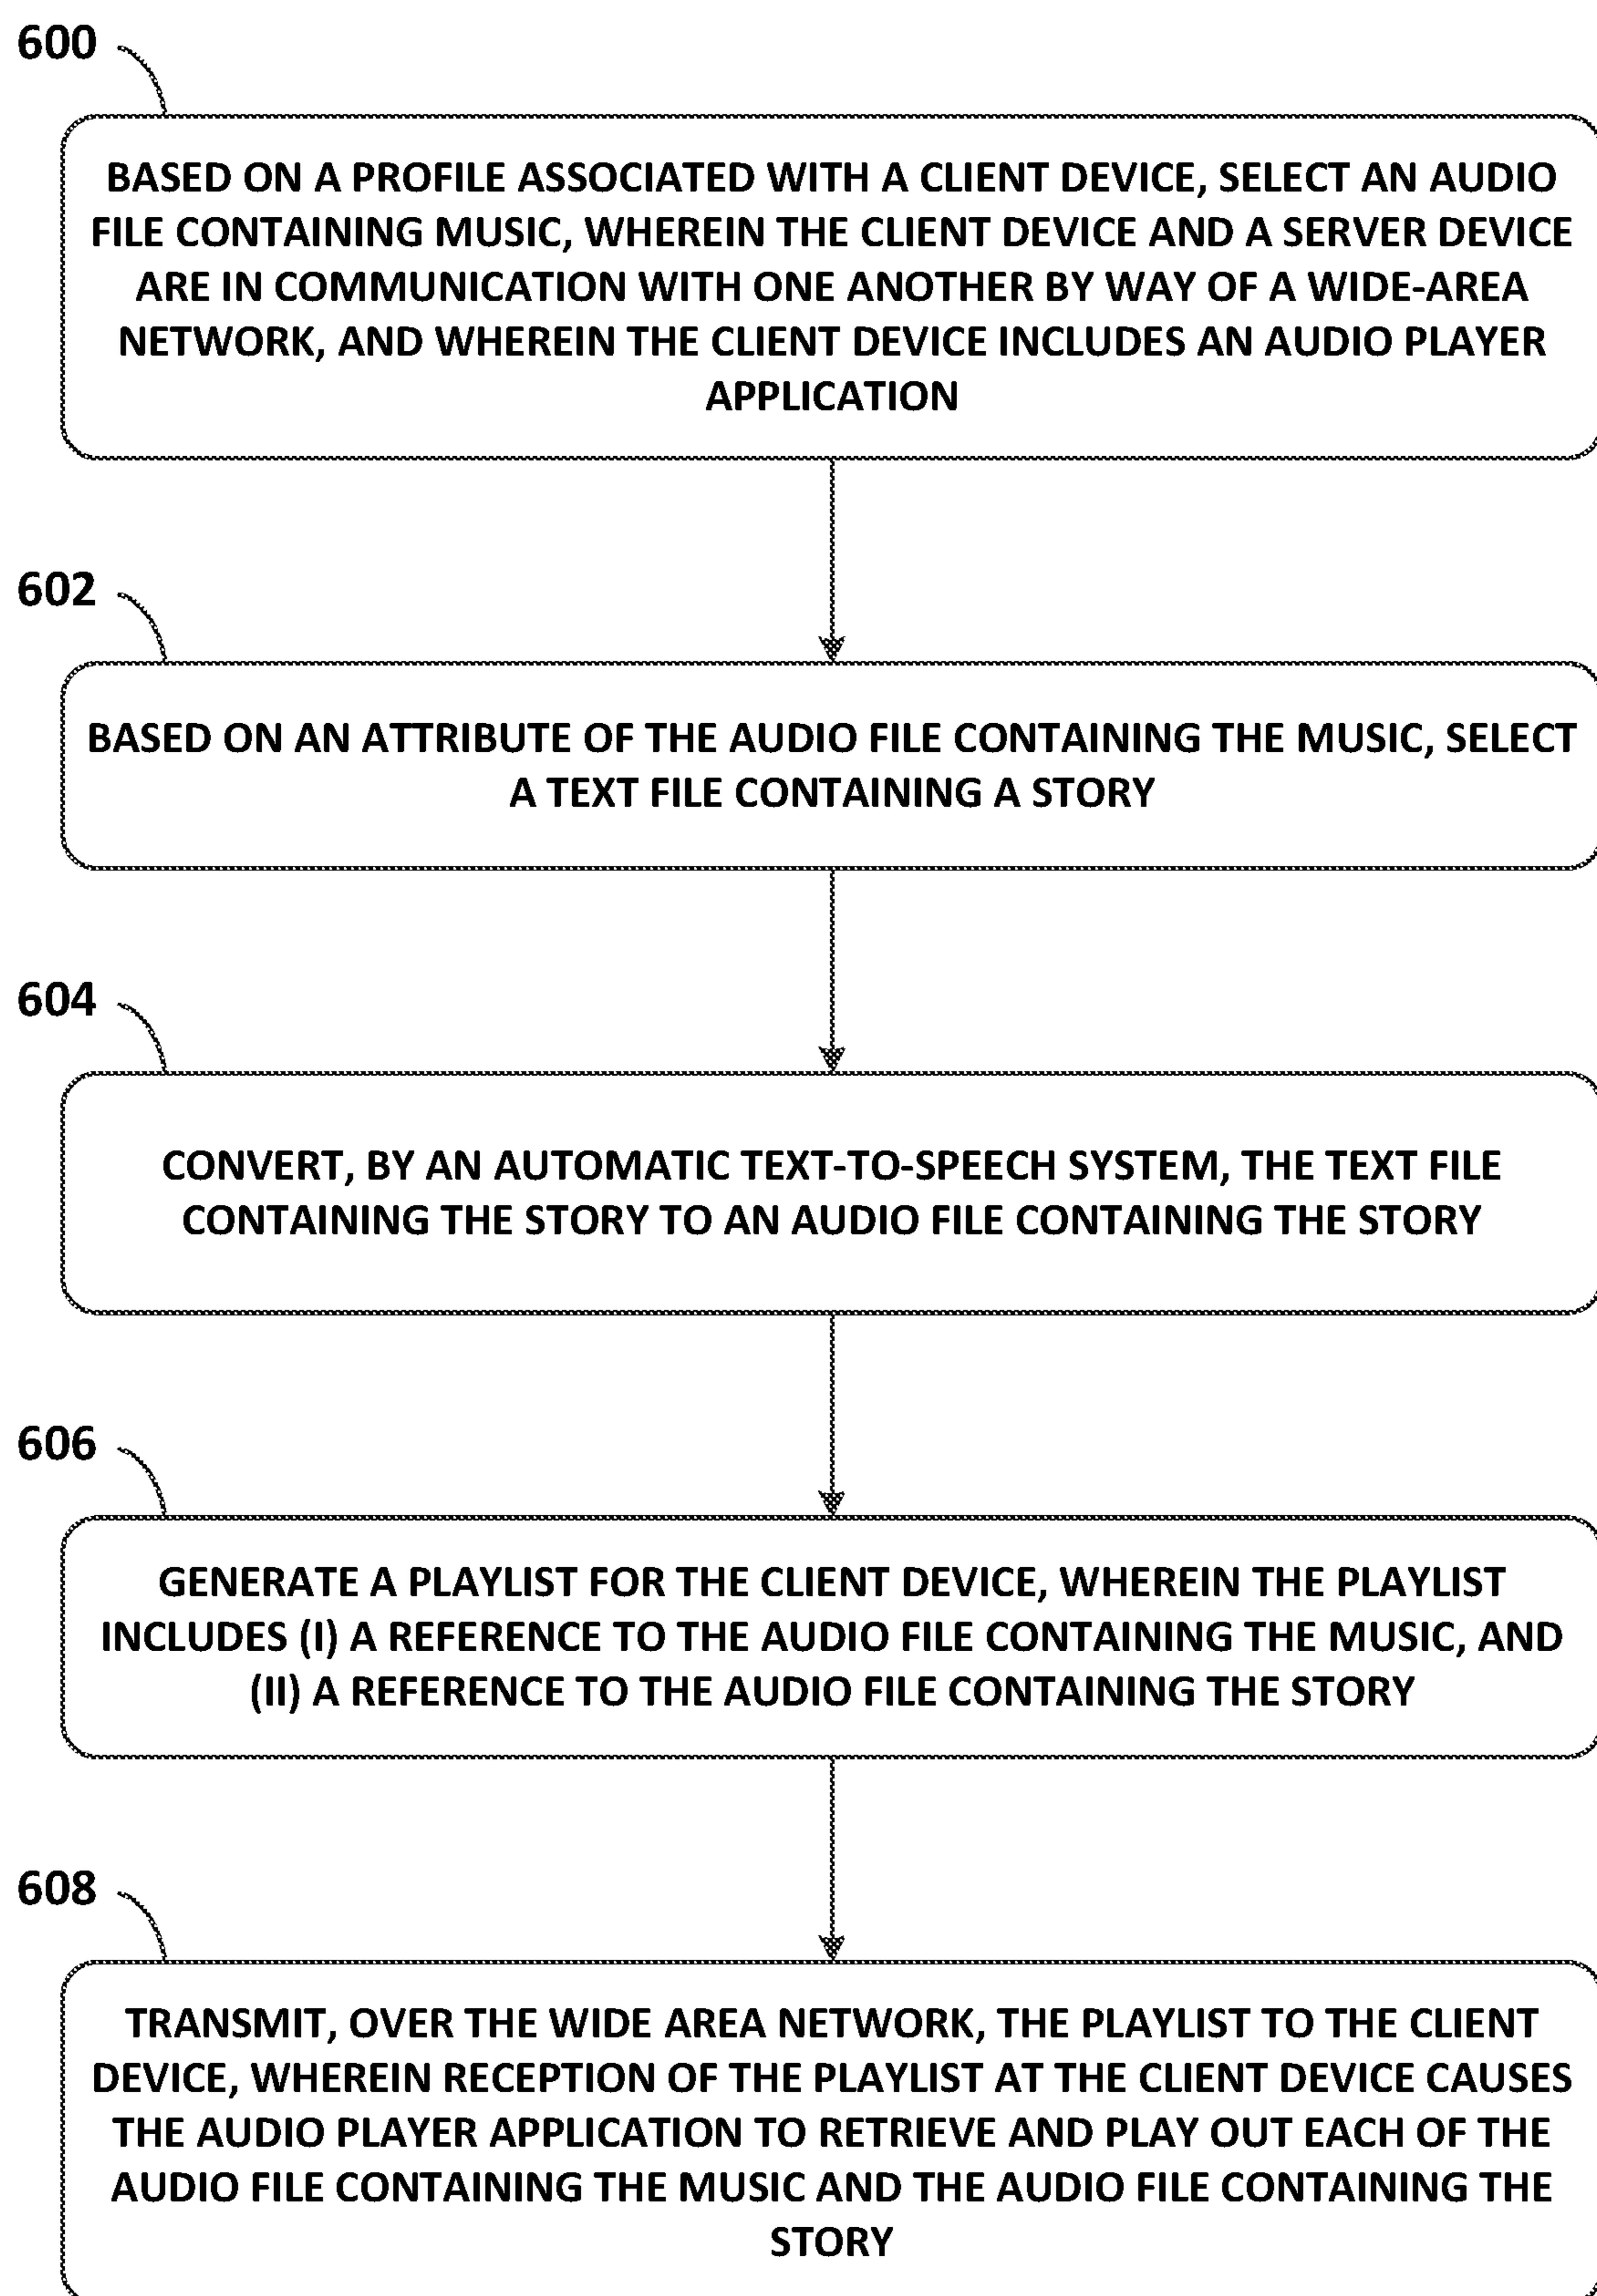 600
BASED ON A PROFILE ASSOCIATED WITH A CLIENT DEVICE, SELECT AN AUDIO
FILE CONTAINING MUSIC, WHEREIN THE CLIENT DEVICE AND A SERVER DEVICE
ARE IN COMMUNICATION WITH ONE ANOTHER BY WAY OF A WIDE-AREA
NETWORK, AND WHEREIN THE CLIENT DEVICE INCLUDES AN AUDIO PLAYER
APPLICATION
602
BASED ON AN ATTRIBUTE OF THE AUDIO FILE CONTAINING THE MUSIC, SELECT
A TEXT FILE CONTAINING A STORY
604
CONVERT, BY AN AUTOMATIC TEXT-TO-SPEECH SYSTEM, THE TEXT FILE
CONTAINING THE STORY TO AN AUDIO FILE CONTAINING THE STORY
606
GENERATE A PLAYLIST FOR THE CLIENT DEVICE, WHEREIN THE PLAYLIST
INCLUDES (I) A REFERENCE TO THE AUDIO FILE CONTAINING THE MUSIC, AND
(II) A REFERENCE TO THE AUDIO FILE CONTAINING THE STORY
608
TRANSMIT, OVER THE WIDE AREA NETWORK, THE PLAYLIST TO THE CLIENT
DEVICE, WHEREIN RECEPTION OF THE PLAYLIST AT THE CLIENT DEVICE CAUSES
THE AUDIO PLAYER APPLICATION TO RETRIEVE AND PLAY OUT EACH OF THE
AUDIO FILE CONTAINING THE MUSIC AND THE AUDIO FILE CONTAINING THE
STORY